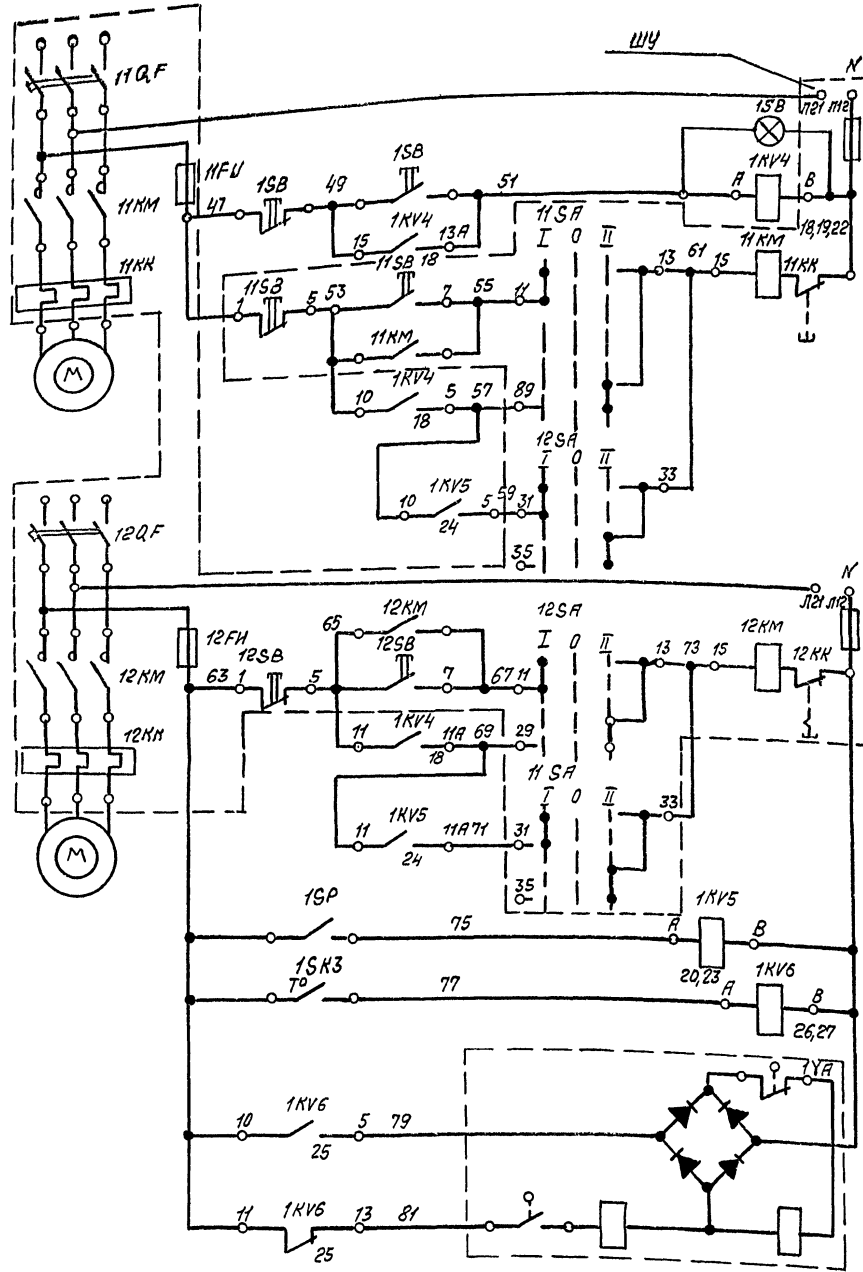 ШУ
N
11QF
1SB Л21 Л12
11FU 1SB 49 1SB 51 1KV4
A B
47 18,19,22
11KM 15 1KV4 13A
18
11SA
I 0 II
13 61 15 11KM 11KK
11KK
1 11SB 5 53 11SB 7 55 11
M
11KM
10 1KV4 5 57 89
18
12SA
I 0 II
33
10 1KV5 5 59 31
24
35
12QF
N
Л21 Л12
12FU 65 12KM 12SA
I 0 II
12SB 12SB
63 1 5 7 67 11 13 73 15 12KM 12KK
12KM
11 1KV4 11A 69 29
18
12KK
11SA
I 0 II
33
11 1KV5 11A 71 31
24
M
35
1SP 75 A 1KV5 B
20,23
1SK3
T° 77 A 1KV6 B
26,27
1YA
10 1KV6 5 79
25
11 1KV6 13 81
25